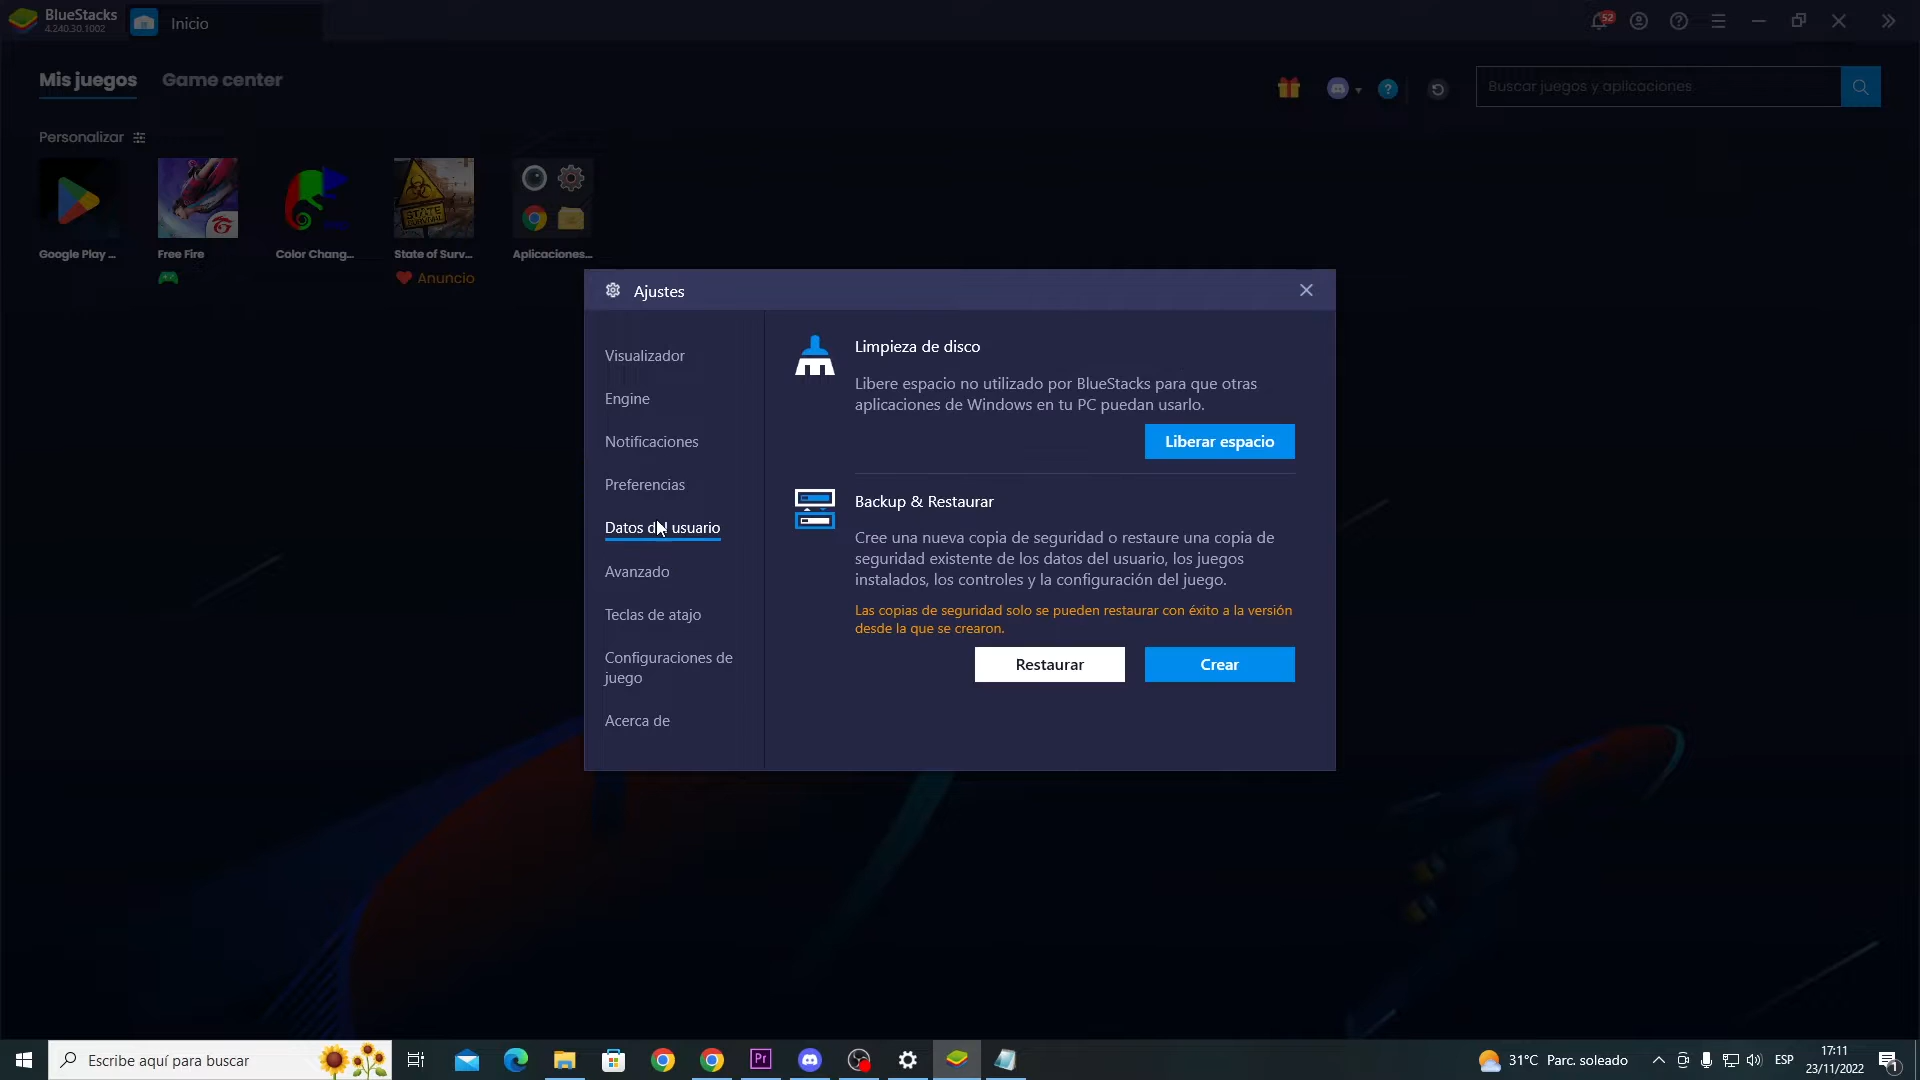 BlueStacks
4.240.30.1002
Inicio
52
Mis juegos
Game center
Buscar juegos y aplicaciones
Personalizar
Google Play ...
Free Fire
Color Chang...
State of Surv...
Aplicaciones...
Anuncio
Ajustes
Visualizador
Engine
Notificaciones
Preferencias
Datos del usuario
Avanzado
Teclas de atajo
Configuraciones de
juego
Acerca de
Limpieza de disco
Libere espacio no utilizado por BlueStacks para que otras
aplicaciones de Windows en tu PC puedan usarlo.
Liberar espacio
Backup & Restaurar
Cree una nueva copia de seguridad o restaure una copia de
seguridad existente de los datos del usuario, los juegos
instalados, los controles y la configuración del juego.
Las copias de seguridad solo se pueden restaurar con éxito a la versión
desde la que se crearon.
Restaurar
Crear
Escribe aquí para buscar
Pr
31°C Parc. soleado
ESP
17:11
23/11/2022
1